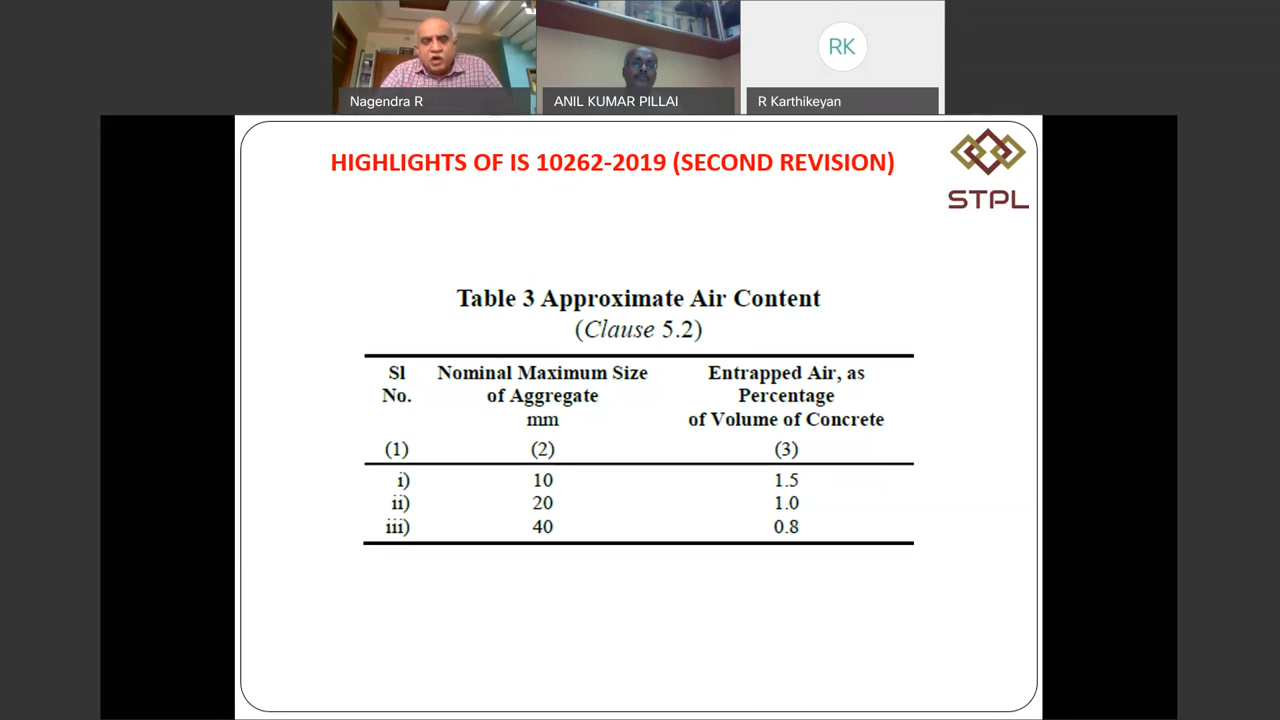 Nagendra R
ANIL KUMAR PILLAI
RK
R Karthikeyan
HIGHLIGHTS OF IS 10262-2019 (SECOND REVISION)
STPL
Table 3 Approximate Air Content
(Clause 5.2)
Sl No. Nominal Maximum Size of Aggregate mm Entrapped Air, as Percentage of Volume of Concrete
(1) (2) (3)
i) 10 1.5
ii) 20 1.0
iii) 40 0.8